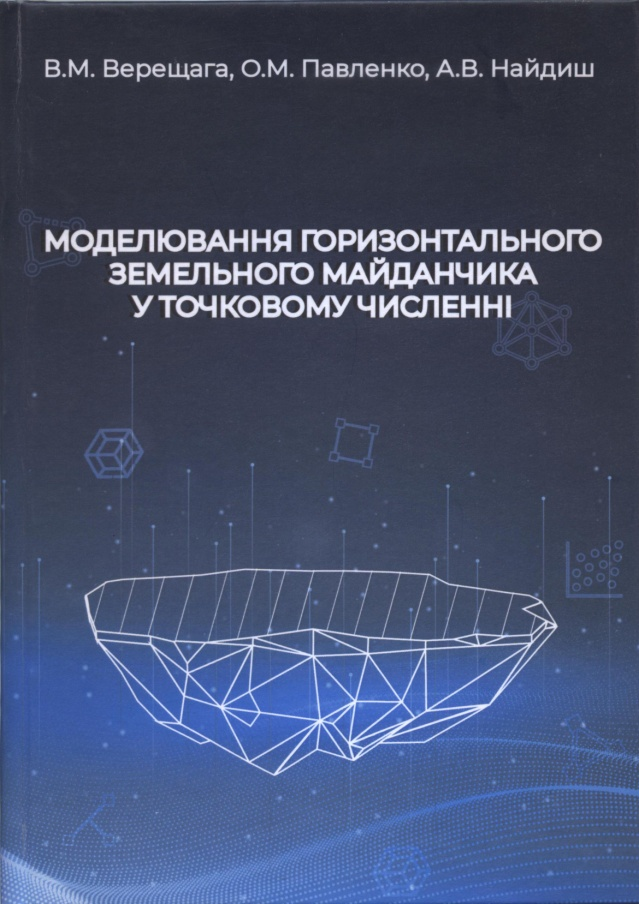 В.М. Верещага, О.М. Павленко, А.В. Найдиш
МОДЕЛЮВАННЯ ГОРИЗОНТАЛЬНОГО
ЗЕМЕЛЬНОГО МАЙДАНЧИКА
У ТОЧКОВОМУ ЧИСЛЕННІ